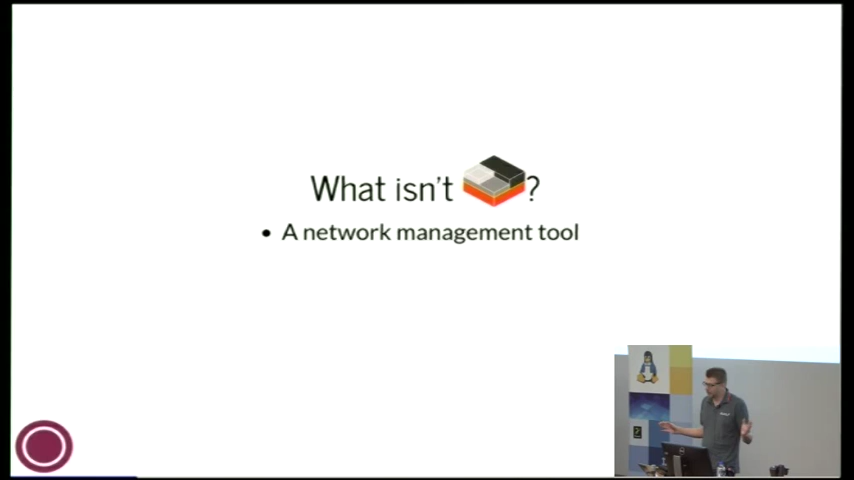 What isn't ?
• A network management tool